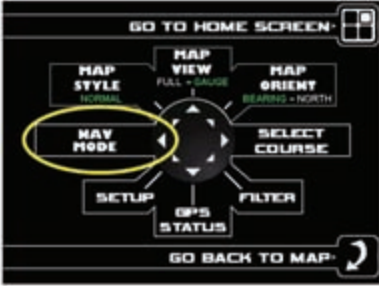 GO TO HOME SCREEN
MAP
VIEW
FULL - GAUGE
MAP
STYLE
NORMAL
MAP
ORIENT
BEARING - NORTH
NAV
MODE
SELECT
COURSE
SETUP
GPS
STATUS
FILTER
GO BACK TO MAP